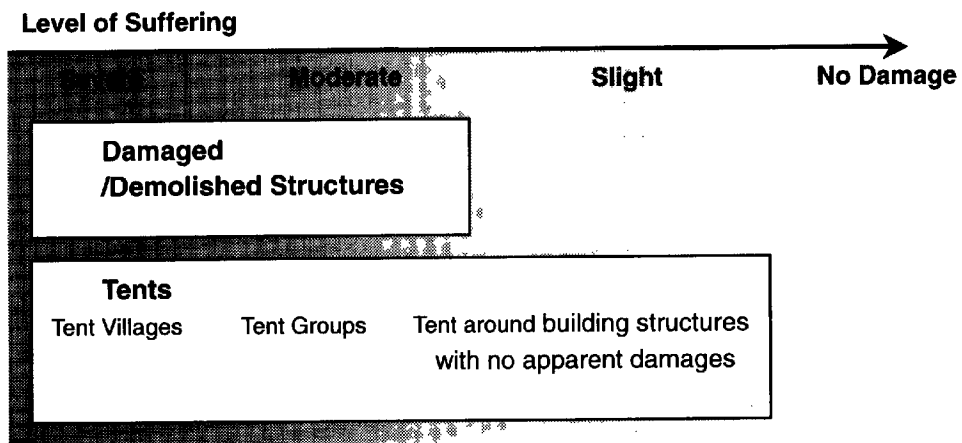 Level of Suffering
Moderate Slight No Damage
Damaged
/Demolished Structures
Tents
Tent Villages Tent Groups Tent around building structures
with no apparent damages